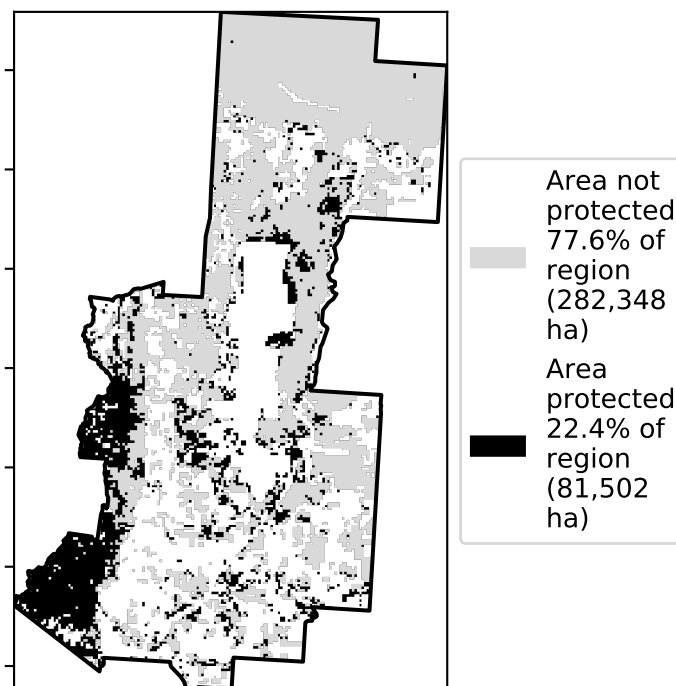 Area not
protected
77.6% of
region
(282,348
ha)
Area
protected
22.4% of
region
(81,502
ha)